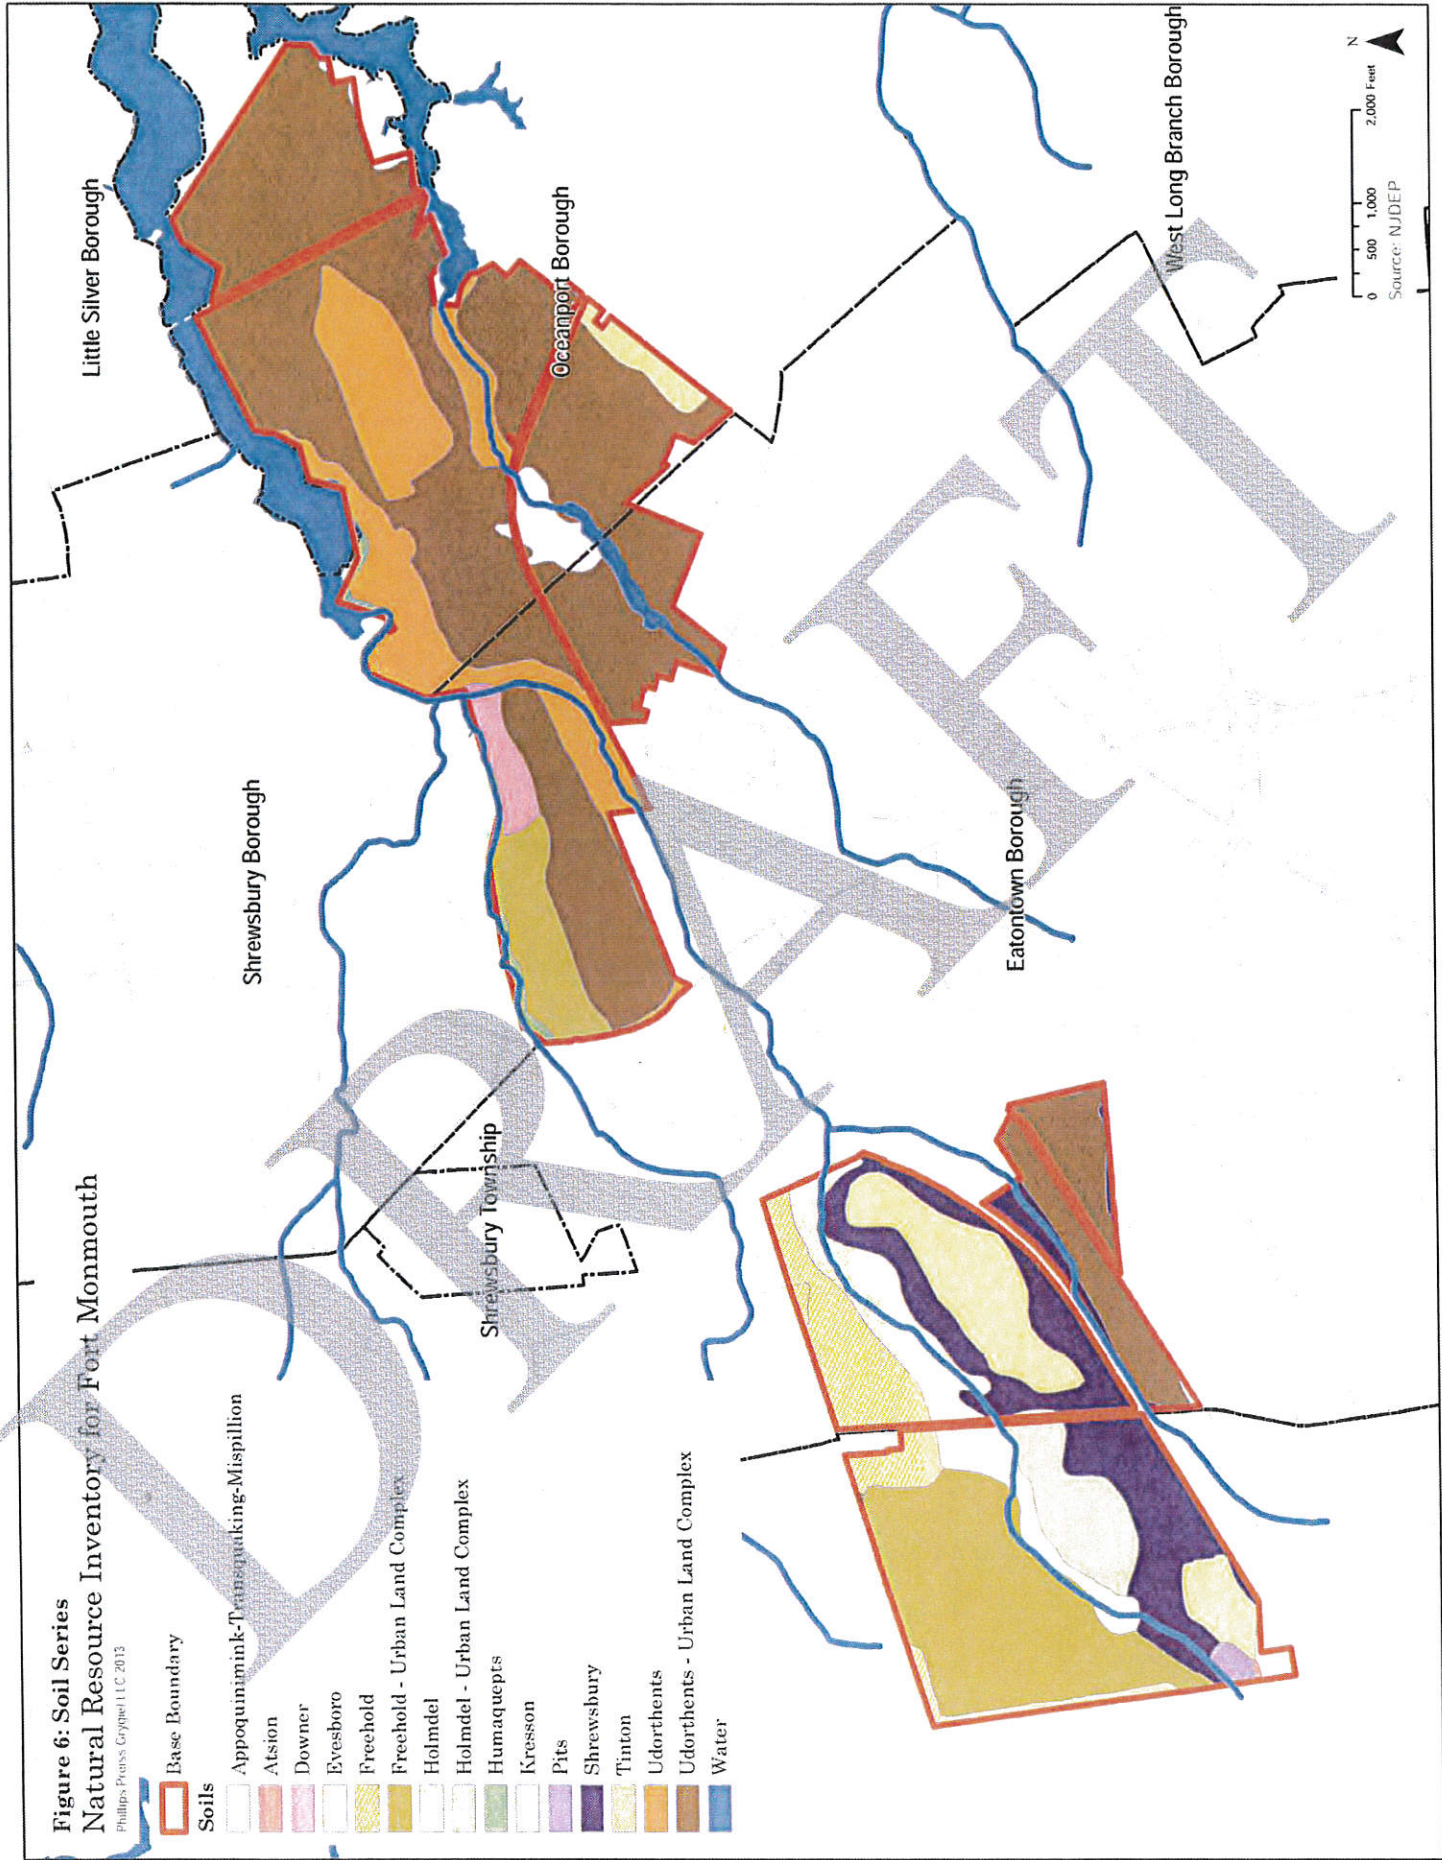 Figure 6: Soil Series
Natural Resource Inventory for Fort Monmouth
Phillips Preiss Grygiel LLC 2013
Base Boundary
Soils
Appoquinimink-Transquaking-Mispillion
Atsion
Downer
Evesboro
Freehold
Freehold - Urban Land Complex
Holmdel
Holmdel - Urban Land Complex
Humaquepts
Kresson
Pits
Shrewsbury
Tinton
Udorthents
Udorthents - Urban Land Complex
Water
Shrewsbury Borough
Little Silver Borough
Shrewsbury Township
Oceanport Borough
Eatontown Borough
West Long Branch Borough
DRAFT
N
0 500 1,000 2,000 Feet
Source: NJDEP